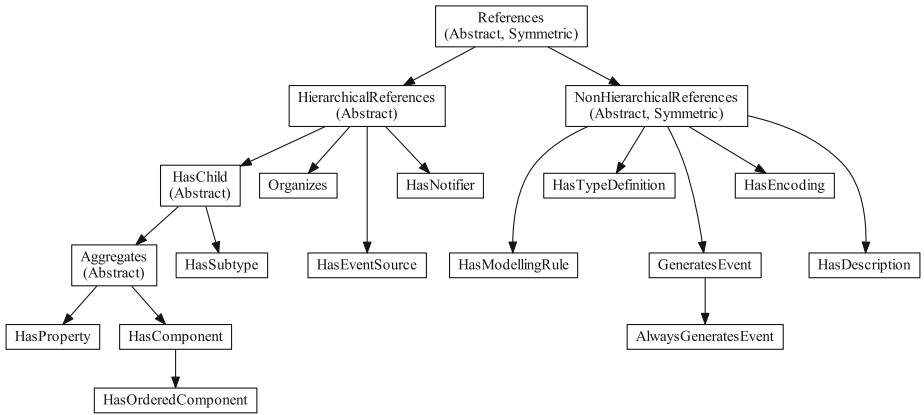 References
(Abstract, Symmetric)
HierarchicalReferences
(Abstract)
NonHierarchicalReferences
(Abstract, Symmetric)
HasChild
(Abstract)
Organizes
HasNotifier
HasTypeDefinition
HasEncoding
Aggregates
(Abstract)
HasSubtype
HasEventSource
HasModellingRule
GeneratesEvent
HasDescription
HasProperty
HasComponent
AlwaysGeneratesEvent
HasOrderedComponent